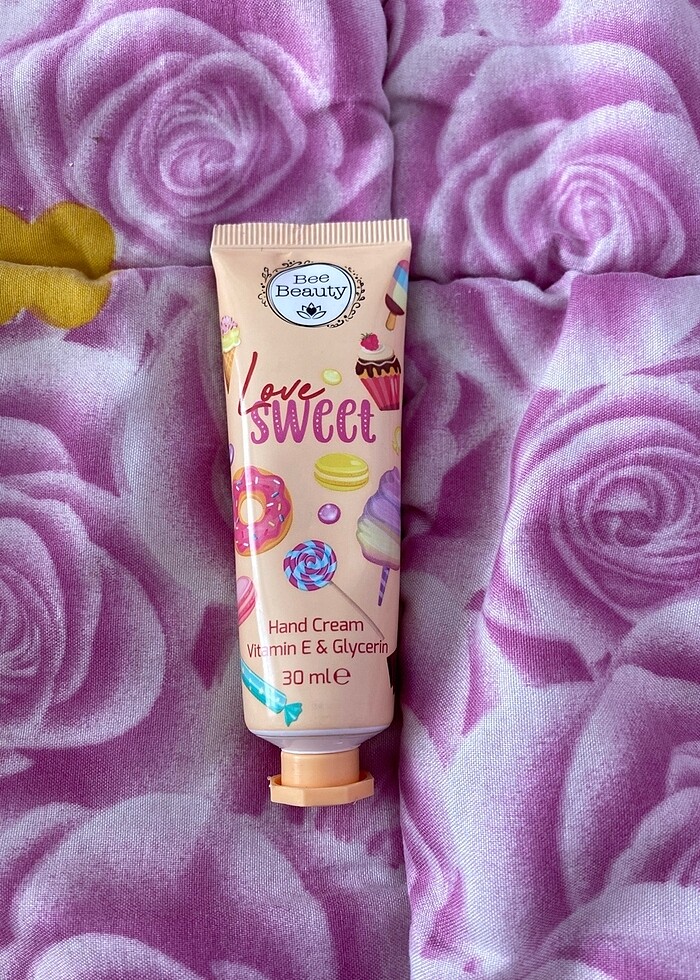 Bee
Beauty
Love
sweet
Hand Cream
Vitamin E & Glycerin
30 ml e